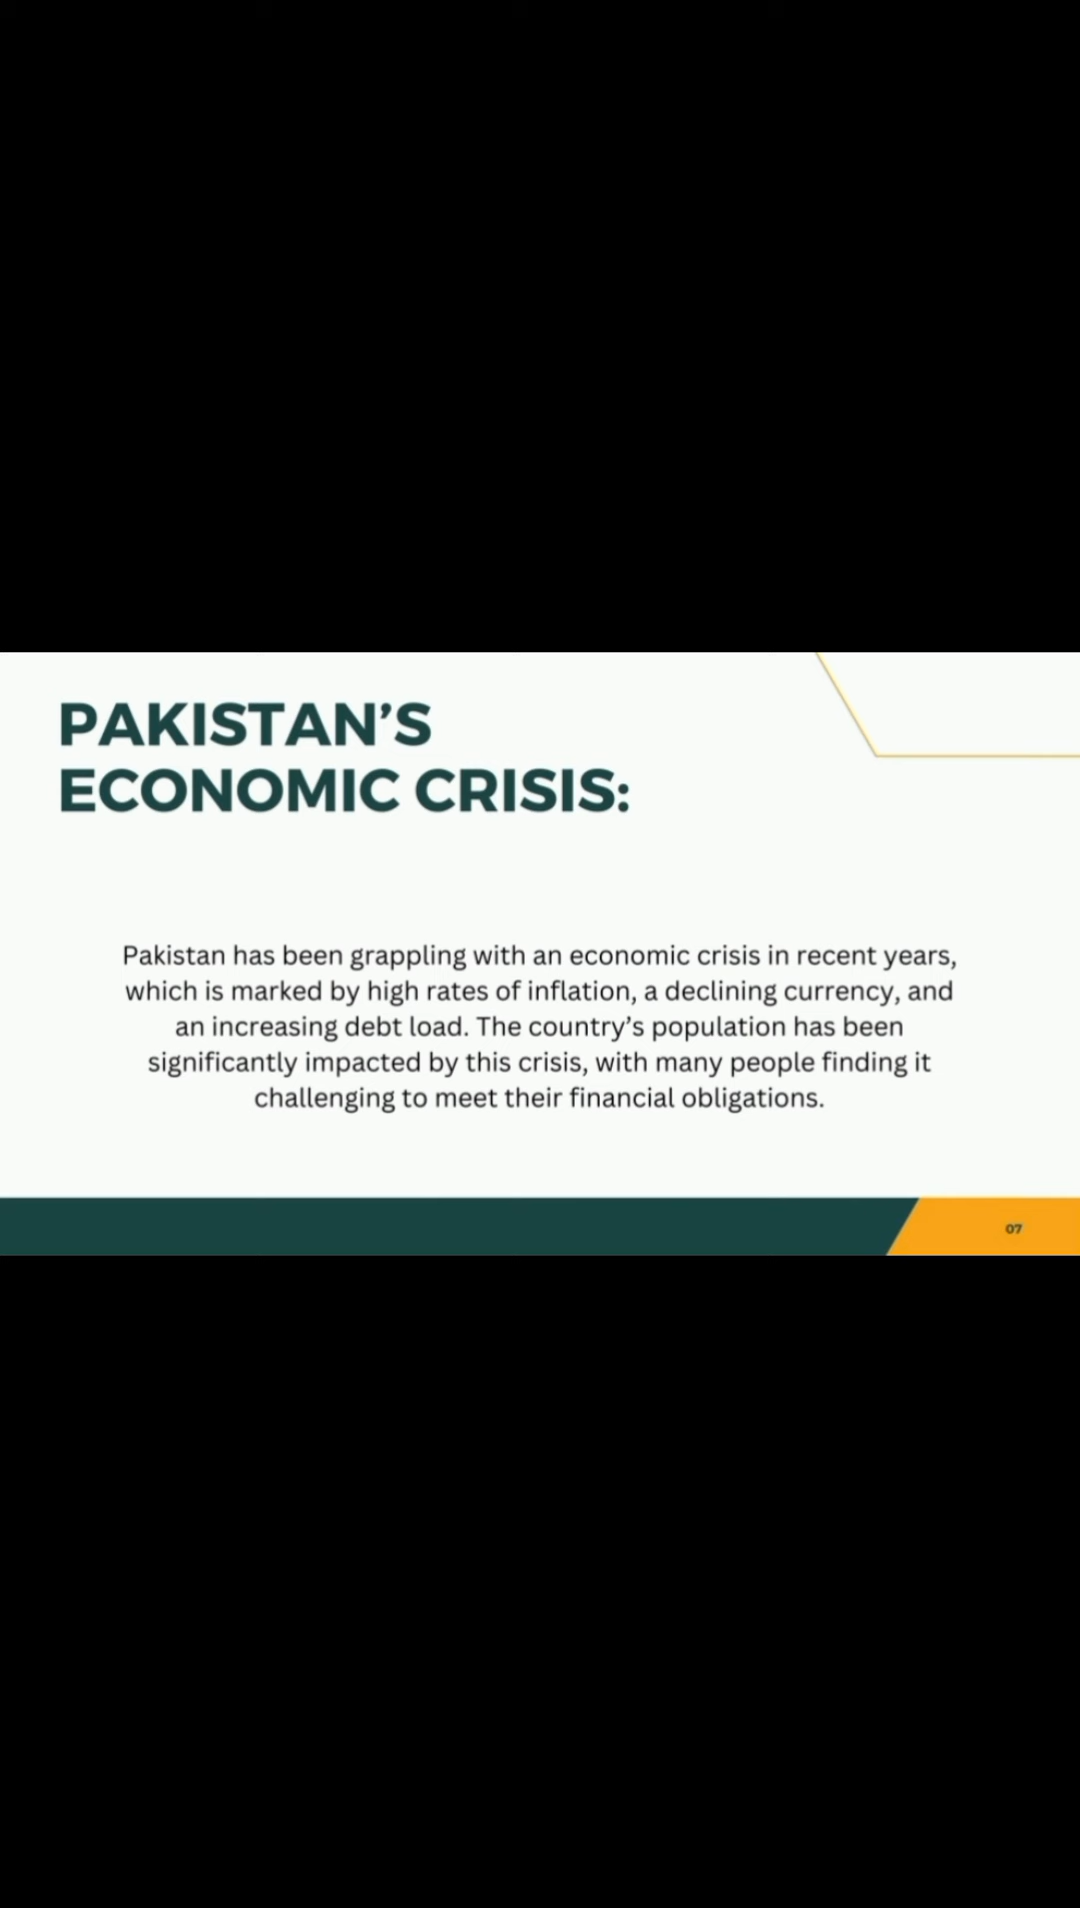 PAKISTAN’S
ECONOMIC CRISIS:
Pakistan has been grappling with an economic crisis in recent years,
which is marked by high rates of inflation, a declining currency, and
an increasing debt load. The country’s population has been
significantly impacted by this crisis, with many people finding it
challenging to meet their financial obligations.
07